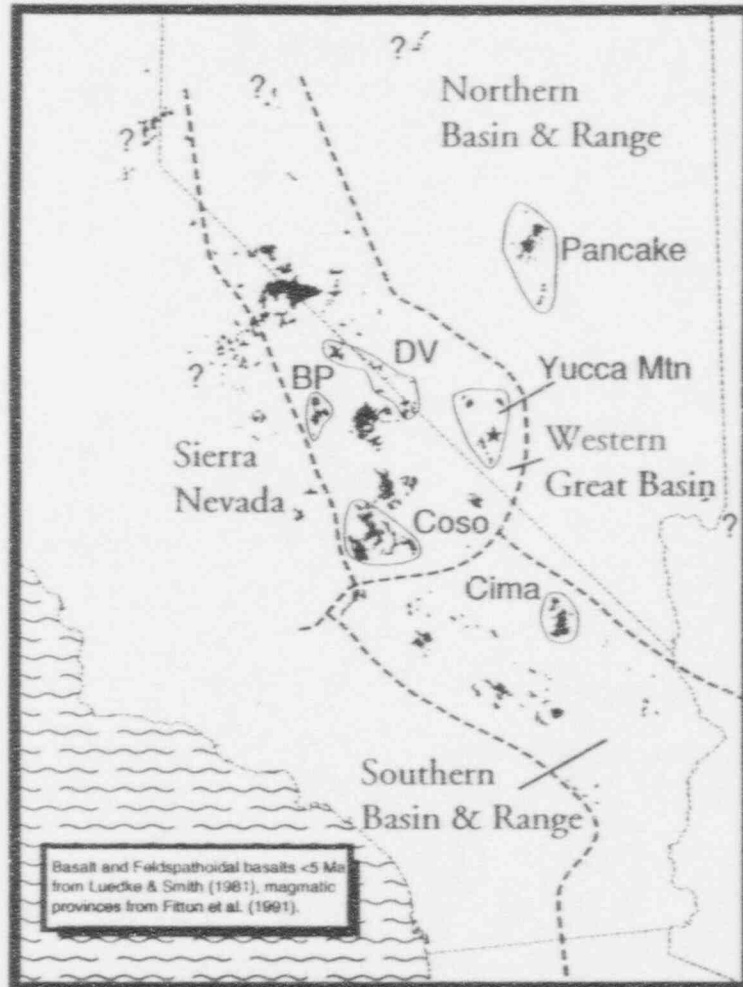 ?
?
?
Northern
Basin & Range
Pancake
DV
BP
?
Yucca Mtn
Western
Great Basin
Sierra
Nevada
Coso
?
Cima
Southern
Basin & Range
Basalt and Feldspathoidal basalts <5 Ma
from Luedke & Smith (1981), magmatic
provinces from Fitton et al. (1991).